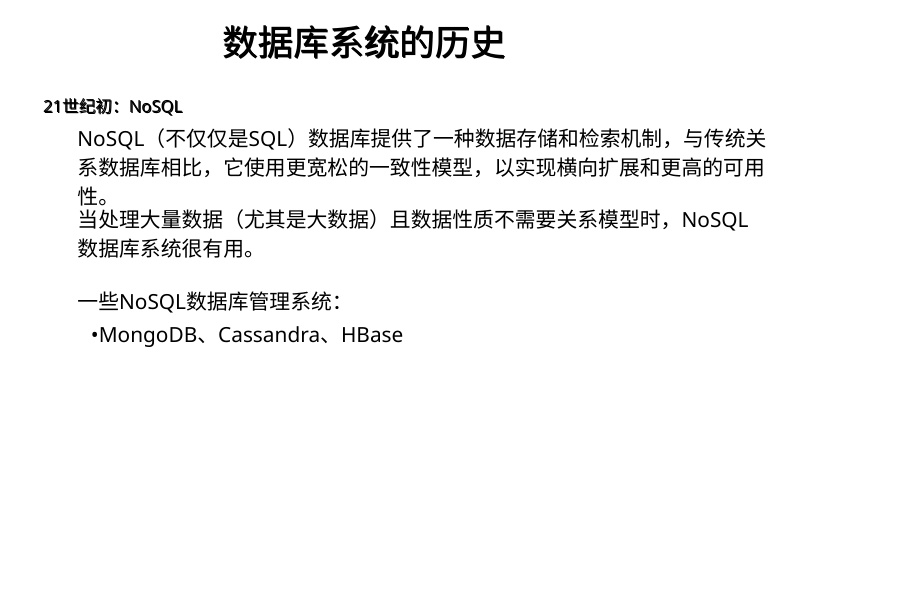 数据库系统的历史
21世纪初：NoSQL
NoSQL（不仅仅是SQL）数据库提供了一种数据存储和检索机制，与传统关
系数据库相比，它使用更宽松的一致性模型，以实现横向扩展和更高的可用
性。
当处理大量数据（尤其是大数据）且数据性质不需要关系模型时，NoSQL
数据库系统很有用。
一些NoSQL数据库管理系统：
•MongoDB、Cassandra、HBase